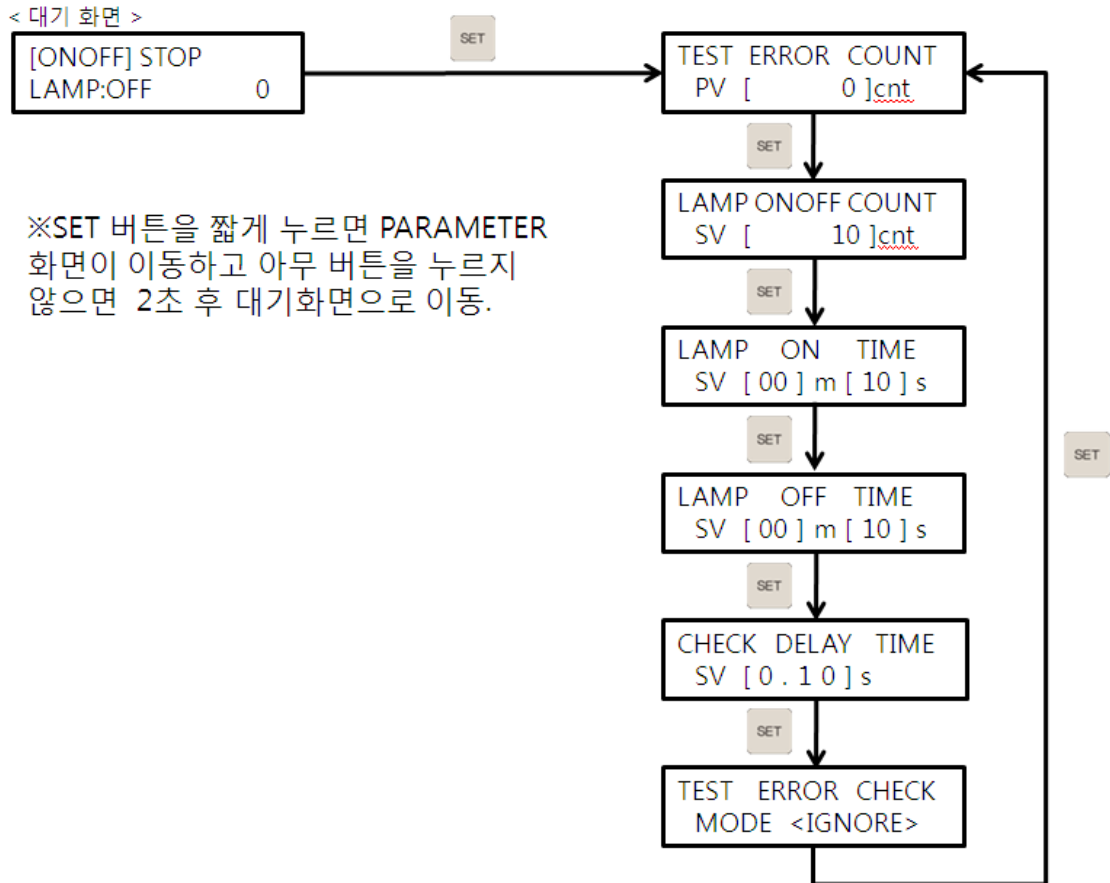 < 대기 화면 >
[ONOFF] STOP
LAMP:OFF 0
SET
TEST ERROR COUNT
PV [ 0 ]cnt
SET
LAMP ONOFF COUNT
SV [ 10 ]cnt
※SET 버튼을 짧게 누르면 PARAMETER
화면이 이동하고 아무 버튼을 누르지
않으면 2초 후 대기화면으로 이동.
SET
LAMP ON TIME
SV [ 00 ] m [ 10 ] s
SET
SET
LAMP OFF TIME
SV [ 00 ] m [ 10 ] s
SET
CHECK DELAY TIME
SV [ 0 . 1 0 ] s
SET
TEST ERROR CHECK
MODE <IGNORE>